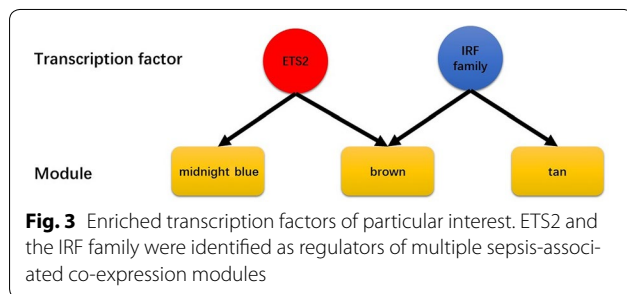 Transcription factor
ETS2
IRF
family
Module
midnight blue
brown
tan
Fig. 3 Enriched transcription factors of particular interest. ETS2 and
the IRF family were identified as regulators of multiple sepsis-associ-
ated co-expression modules